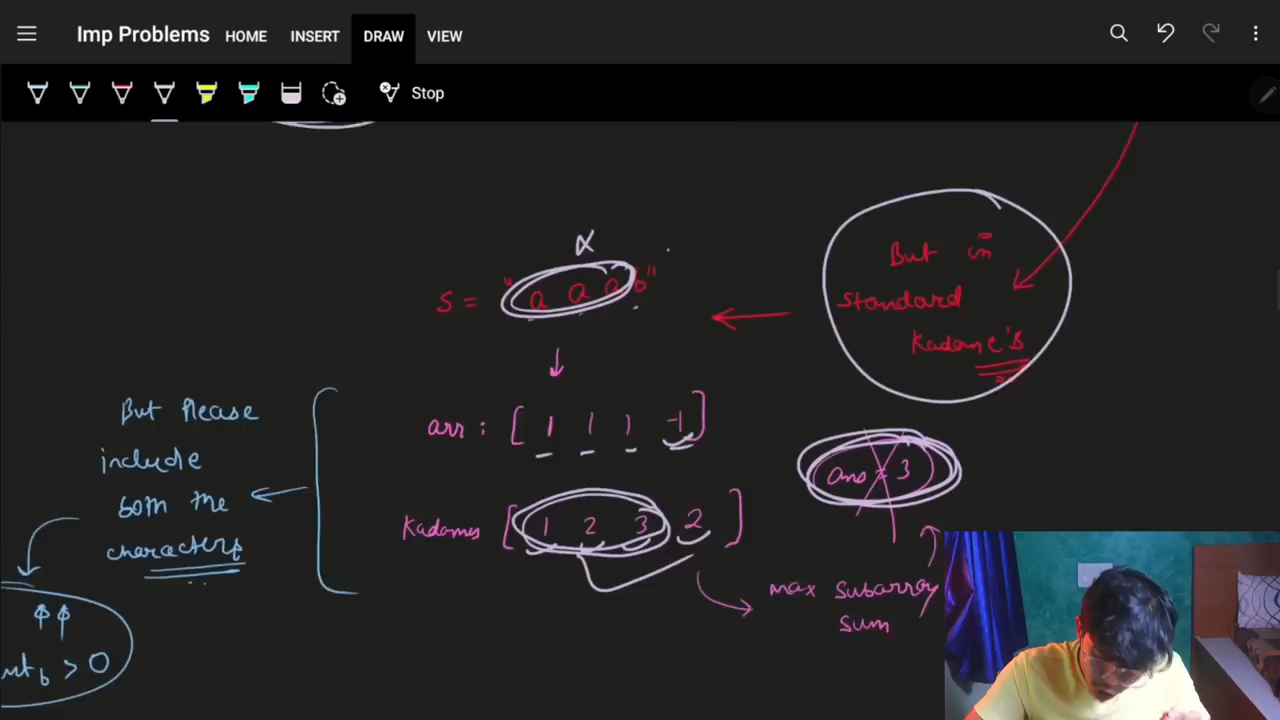 Imp Problems HOME INSERT DRAW VIEW
Stop
α
S = "a a a b"
But in
standard
Kadane's
arr : [ 1 1 1 -1 ]
Kadanes [ 1 2 3 2 ]
ans = 3
max subarray
sum
But Please
include
both the
characters
b > 0